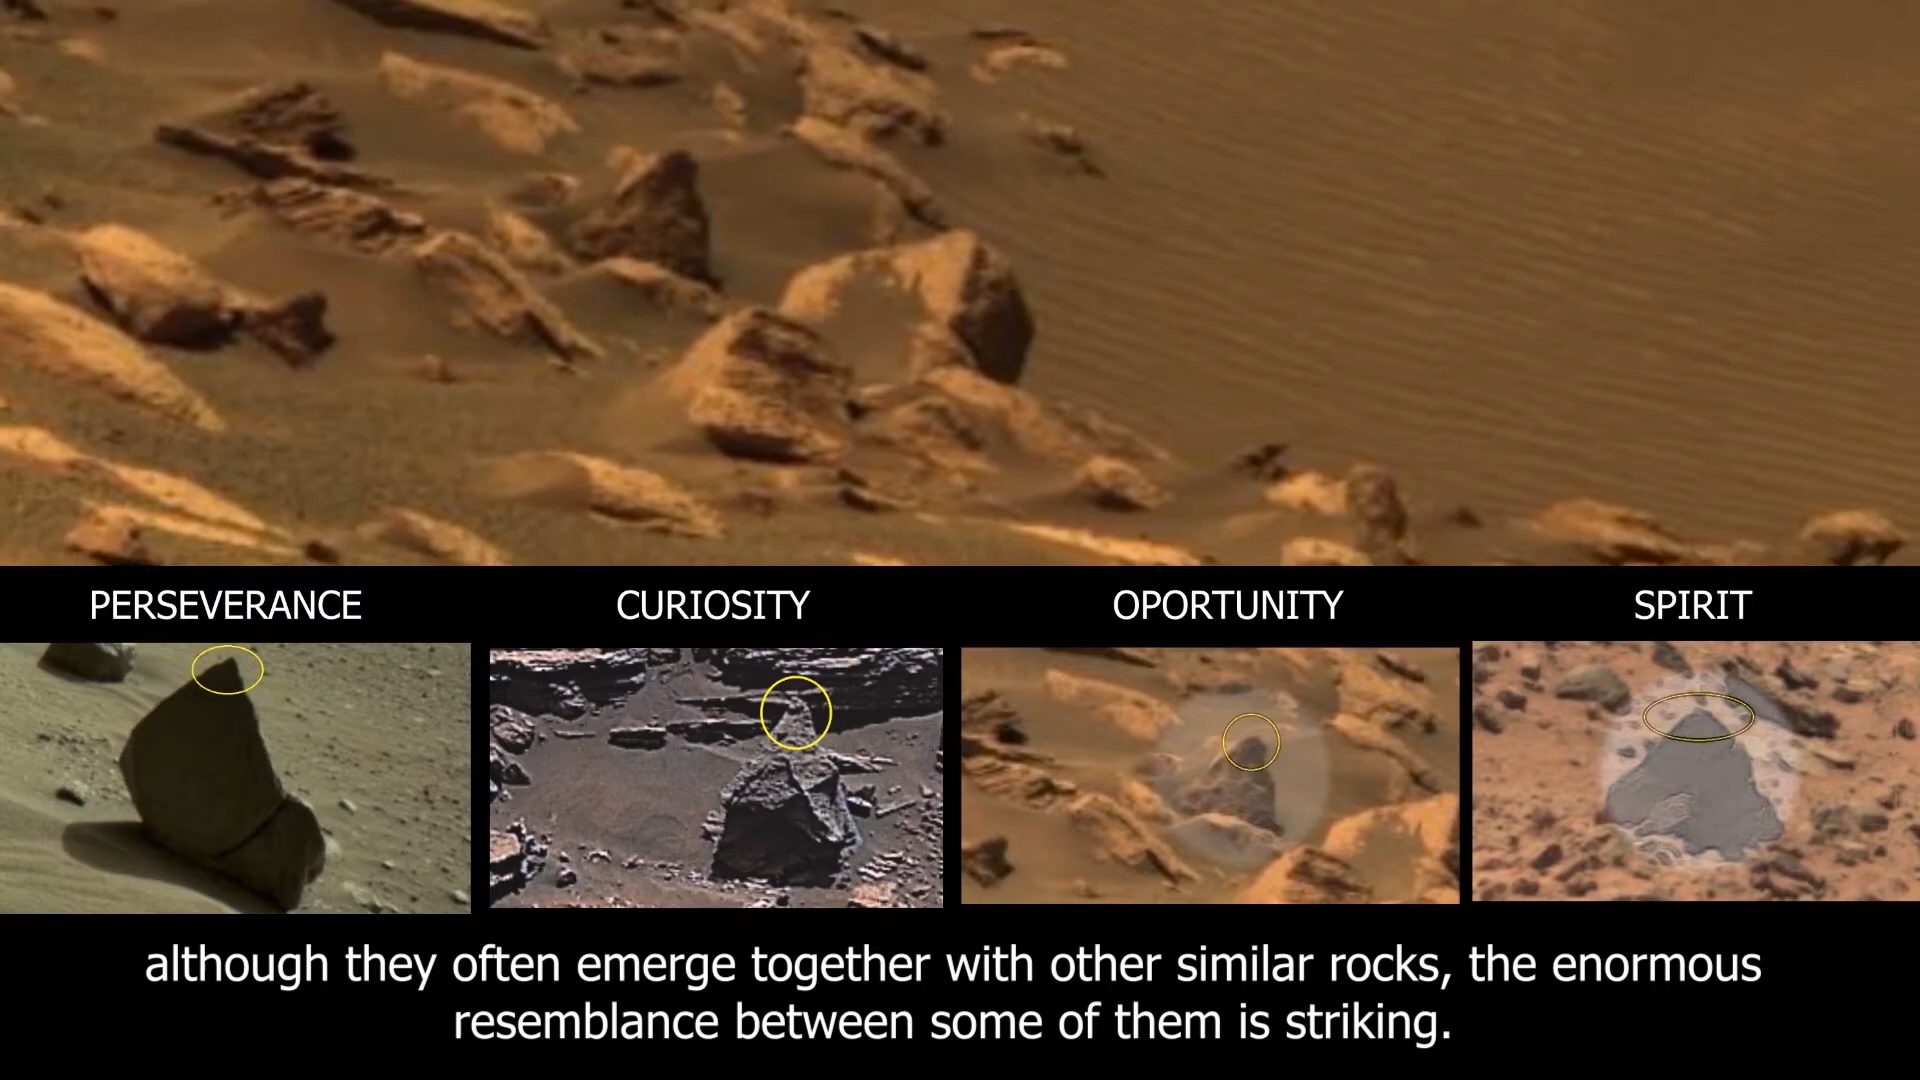 PERSEVERANCE
CURIOSITY
OPORTUNITY
SPIRIT
although they often emerge together with other similar rocks, the enormous
resemblance between some of them is striking.